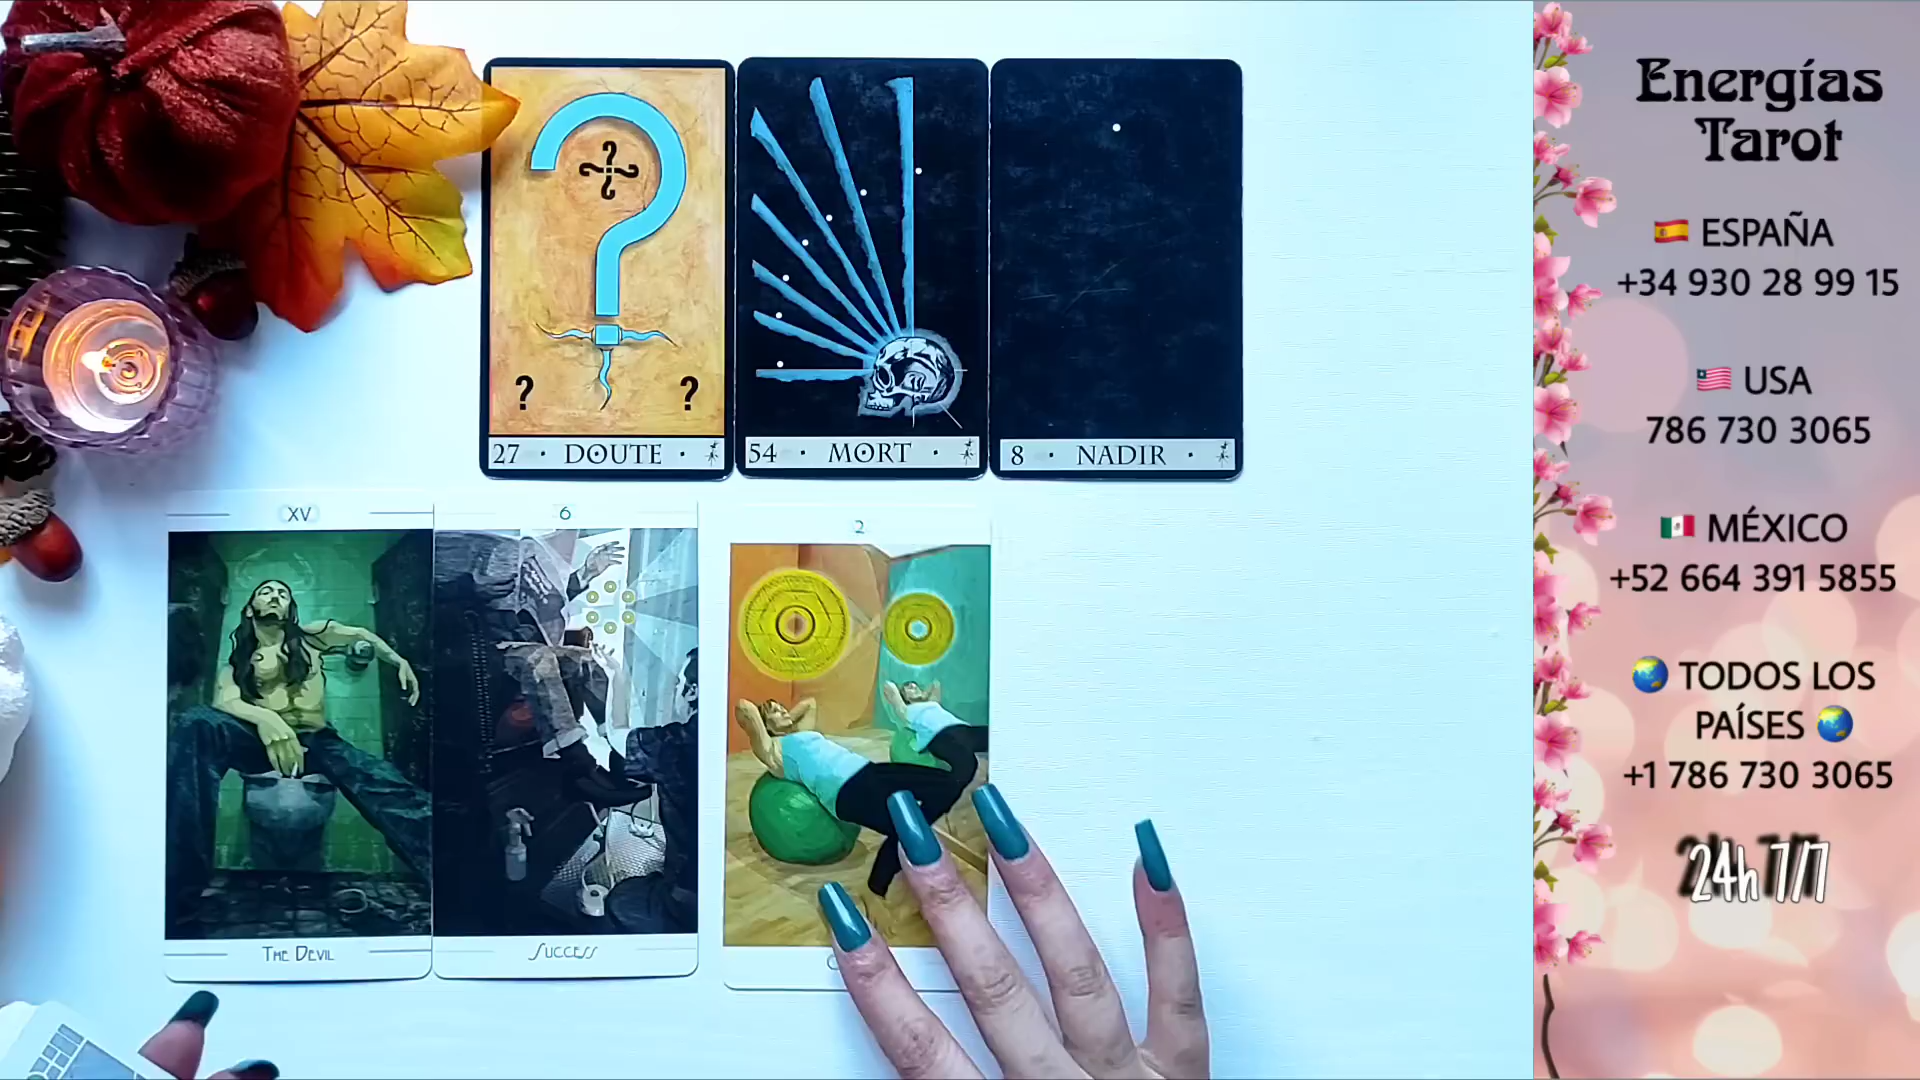 ?
?
?
27 · DOUTE ·
54 · MORT ·
8 · NADIR ·
XV
6
2
THE DEVIL
SUCCESS
Energías
Tarot
ESPAÑA
+34 930 28 99 15
USA
786 730 3065
MÉXICO
+52 664 391 5855
TODOS LOS
PAÍSES
+1 786 730 3065
24h 7/7